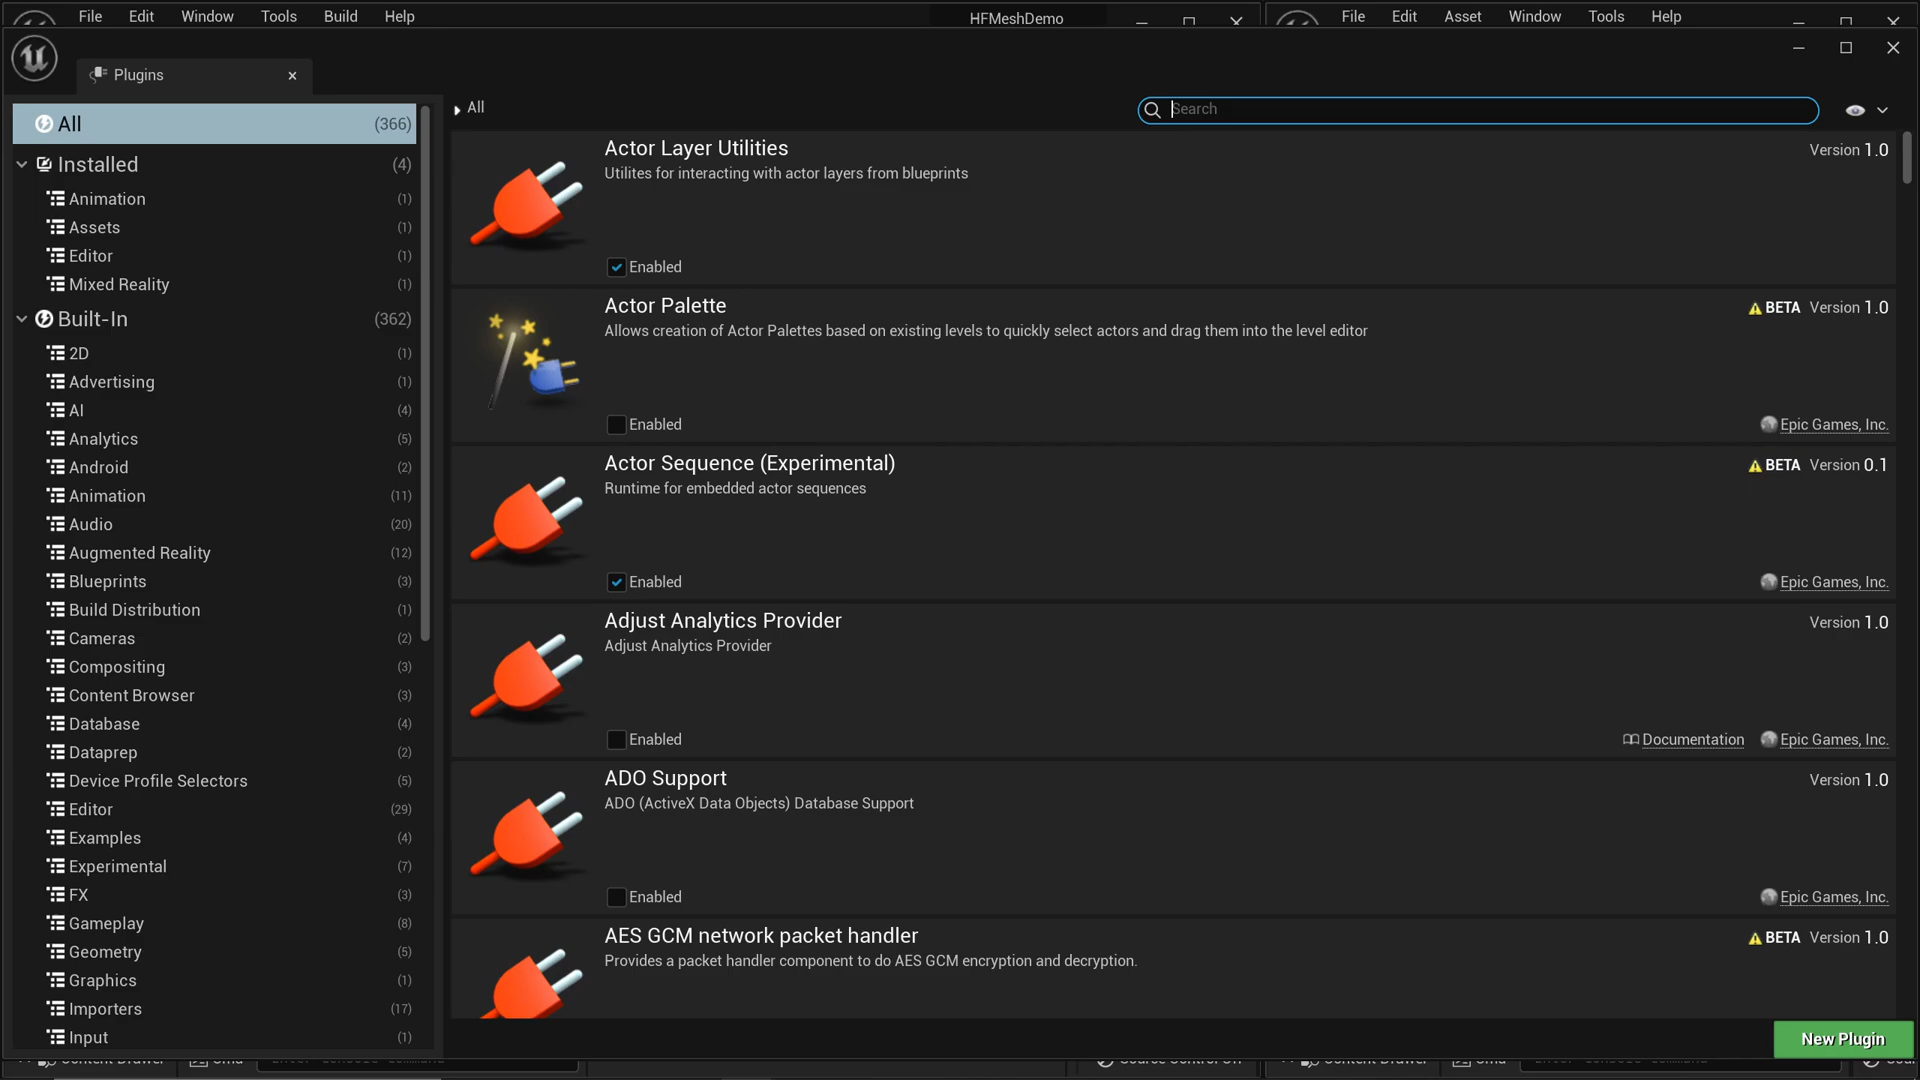 File Edit Window Tools Build Help
HFMeshDemo
File Edit Asset Window Tools Help
Plugins
All (366)
Installed (4)
Animation (1)
Assets (1)
Editor (1)
Mixed Reality (1)
Built-In (362)
2D (1)
Advertising (1)
AI (4)
Analytics (5)
Android (2)
Animation (11)
Audio (20)
Augmented Reality (12)
Blueprints (3)
Build Distribution (1)
Cameras (2)
Compositing (3)
Content Browser (3)
Database (4)
Dataprep (2)
Device Profile Selectors (5)
Editor (29)
Examples (4)
Experimental (7)
FX (3)
Gameplay (8)
Geometry (5)
Graphics (1)
Importers (17)
Input (1)
All
Search
Actor Layer Utilities
Version 1.0
Utilites for interacting with actor layers from blueprints
Enabled
Actor Palette
BETA Version 1.0
Allows creation of Actor Palettes based on existing levels to quickly select actors and drag them into the level editor
Enabled
Epic Games, Inc.
Actor Sequence (Experimental)
BETA Version 0.1
Runtime for embedded actor sequences
Enabled
Epic Games, Inc.
Adjust Analytics Provider
Version 1.0
Adjust Analytics Provider
Enabled
Documentation Epic Games, Inc.
ADO Support
Version 1.0
ADO (ActiveX Data Objects) Database Support
Enabled
Epic Games, Inc.
AES GCM network packet handler
BETA Version 1.0
Provides a packet handler component to do AES GCM encryption and decryption.
New Plugin